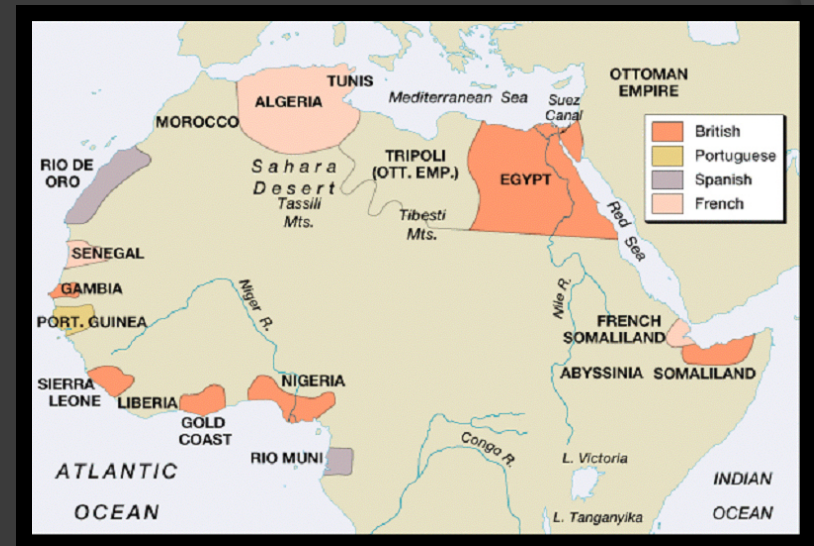 OTTOMAN
EMPIRE
TUNIS
ALGERIA
Mediterranean Sea
Suez
Canal
MOROCCO
British
Portuguese
Spanish
French
RIO DE
ORO
Sahara
Desert
Tassili
Mts.
TRIPOLI
(OTT. EMP.)
EGYPT
Tibesti
Mts.
Red Sea
SENEGAL
GAMBIA
PORT. GUINEA
Niger R.
Nile R.
FRENCH
SOMALILAND
ABYSSINIA
SOMALILAND
SIERRA
LEONE
LIBERIA
GOLD
COAST
NIGERIA
RIO MUNI
Congo R.
L. Victoria
L. Tanganyika
ATLANTIC
OCEAN
INDIAN
OCEAN